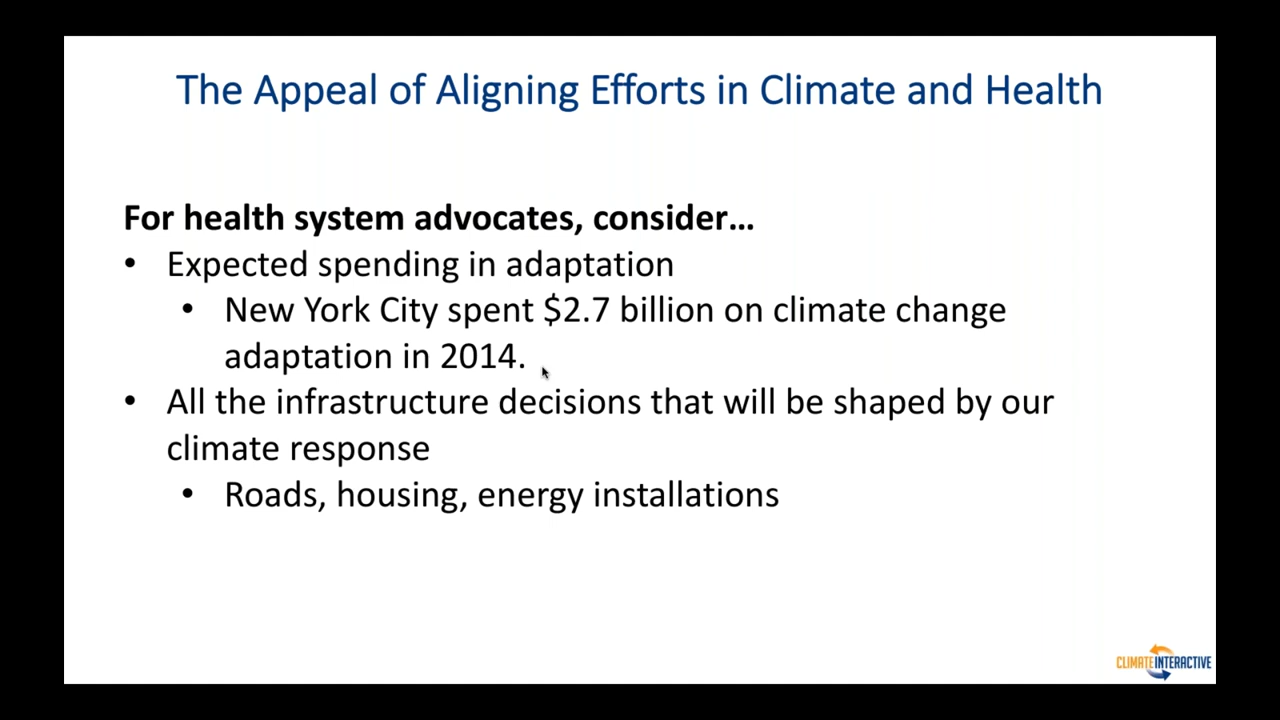 The Appeal of Aligning Efforts in Climate and Health
For health system advocates, consider…
• Expected spending in adaptation
• New York City spent $2.7 billion on climate change
adaptation in 2014.
• All the infrastructure decisions that will be shaped by our
climate response
• Roads, housing, energy installations
CLIMATE INTERACTIVE